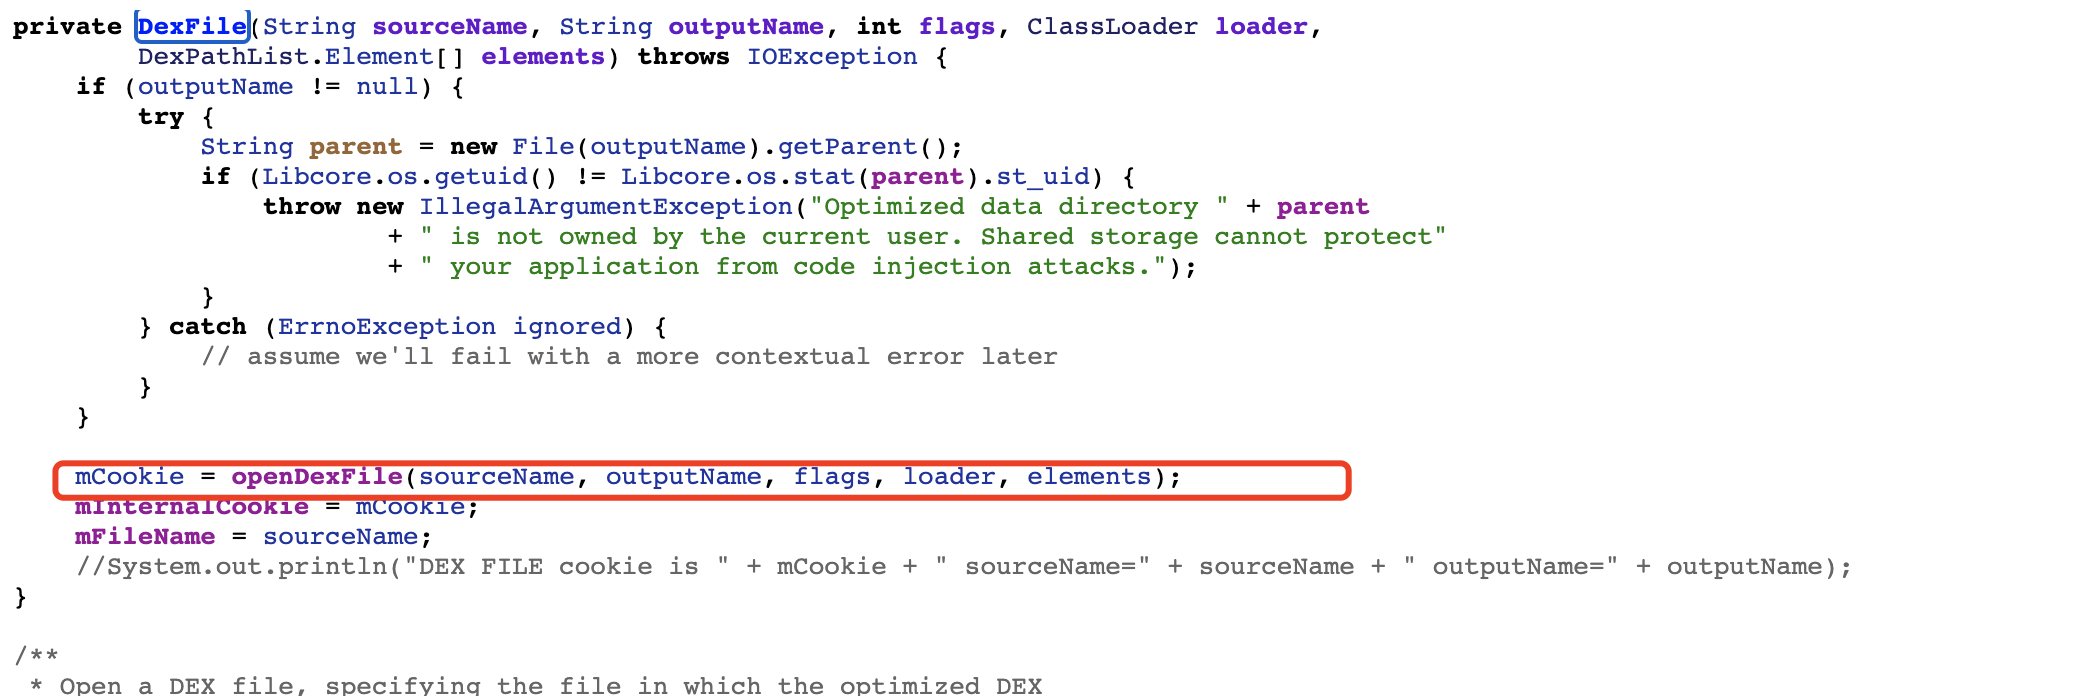 private DexFile(String sourceName, String outputName, int flags, ClassLoader loader,
        DexPathList.Element[] elements) throws IOException {
    if (outputName != null) {
        try {
            String parent = new File(outputName).getParent();
            if (Libcore.os.getuid() != Libcore.os.stat(parent).st_uid) {
                throw new IllegalArgumentException("Optimized data directory " + parent
                        + " is not owned by the current user. Shared storage cannot protect"
                        + " your application from code injection attacks.");
            }
        } catch (ErrnoException ignored) {
            // assume we'll fail with a more contextual error later
        }
    }
    mCookie = openDexFile(sourceName, outputName, flags, loader, elements);
    mInternalCookie = mCookie;
    mFileName = sourceName;
    //System.out.println("DEX FILE cookie is " + mCookie + " sourceName=" + sourceName + " outputName=" + outputName);
}
/**
 * Open a DEX file, specifying the file in which the optimized DEX